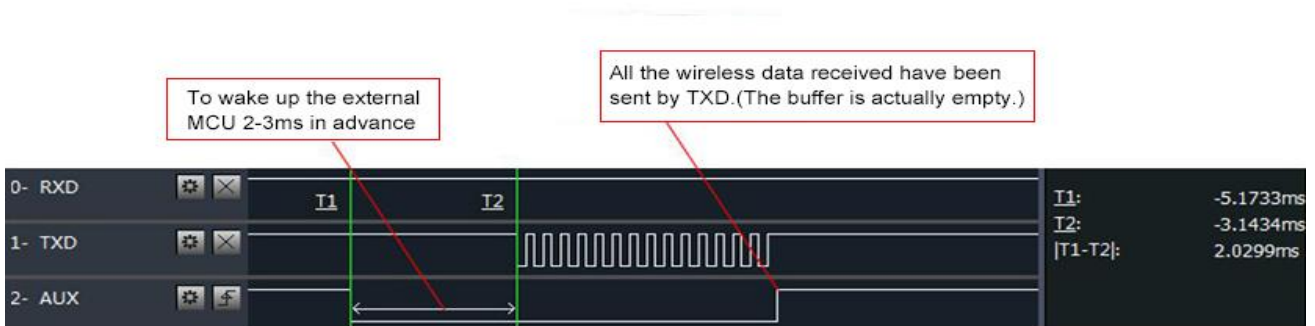 To wake up the external
MCU 2-3ms in advance
All the wireless data received have been
sent by TXD.(The buffer is actually empty.)
0- RXD
T1
T2
1- TXD
2- AUX
T1: -5.1733ms
T2: -3.1434ms
|T1-T2|: 2.0299ms